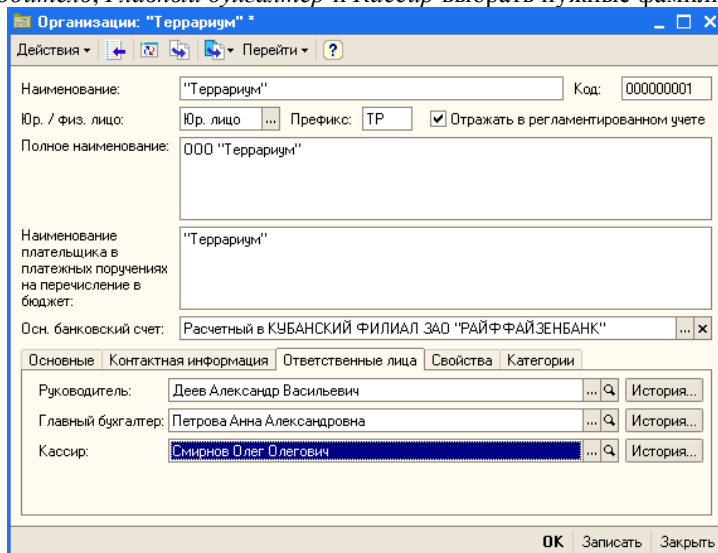 водитель, Главный бухгалтер и Кассир выбрать нужные фамилии
Организации: "Террариум" *
Действия Перейти ?
Наименование: "Террариум" Код: 000000001
Юр. / физ. лицо: Юр. лицо ... Префикс: ТР Отражать в регламентированном учете
Полное наименование: ООО "Террариум"
Наименование "Террариум"
плательщика в
платежных поручениях
на перечисление в
бюджет:
Осн. банковский счет: Расчетный в КУБАНСКИЙ ФИЛИАЛ ЗАО "РАЙФФАЙЗЕНБАНК" ... x
Основные Контактная информация Ответственные лица Свойства Категории
Руководитель: Деев Александр Васильевич ... История...
Главный бухгалтер: Петрова Анна Александровна ... История...
Кассир: Смирнов Олег Олегович ... История...
OK Записать Закрыть